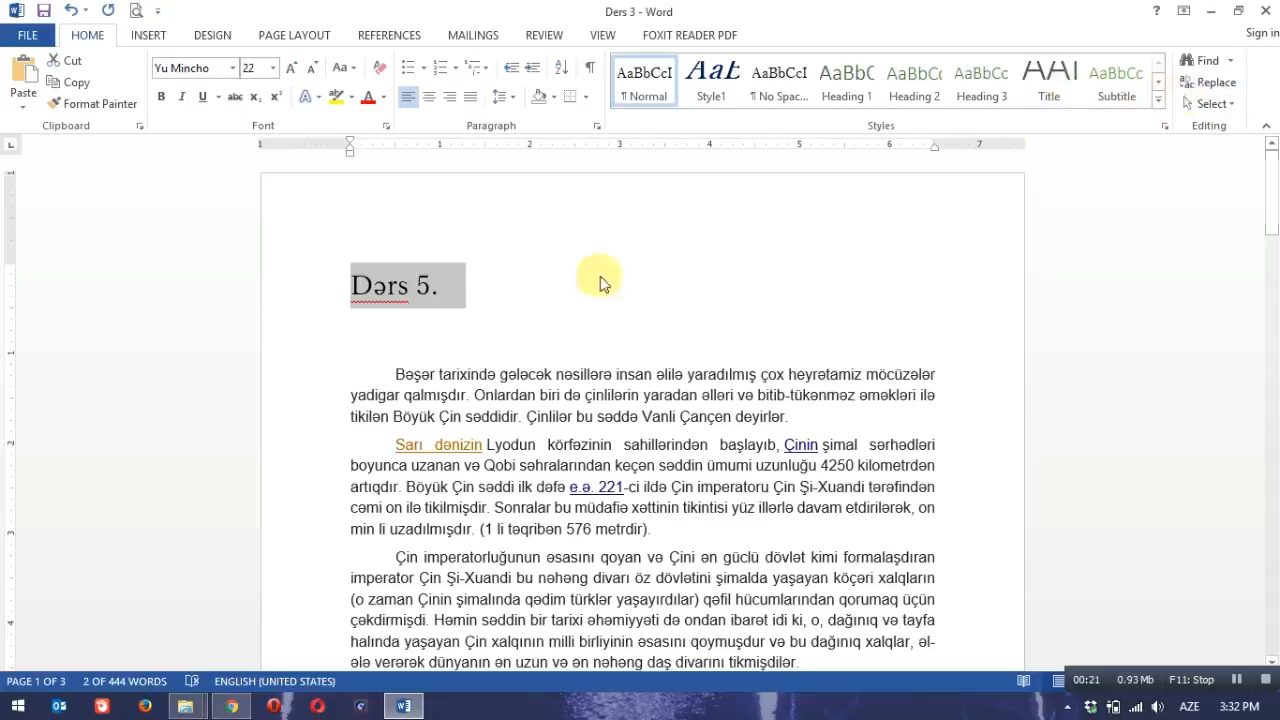 Ders 3 - Word
Sign in
FILE HOME INSERT DESIGN PAGE LAYOUT REFERENCES MAILINGS REVIEW VIEW FOXIT READER PDF
Paste
Cut
Copy
Format Painter
Clipboard
Yu Mincho 22
Font
Paragraph
AaBbCcI AaBb AaBbCcI AaBbC AaBbCc AaBbCc AaBbCc
¶ Normal Style1 ¶ No Spac... Heading 1 Heading 2 Heading 3 Title Subtitle
Styles
Find
Replace
Select
Editing
1 1 2 3 4 5 6 7
Dərs 5.
Bəşər tarixində gələcək nəsillərə insan əlilə yaradılmış çox heyrətamiz möcüzələr
yadigar qalmışdır. Onlardan biri də çinlilərin yaradan əlləri və bitib-tükənməz əməkləri ilə
tikilən Böyük Çin səddidir. Çinlilər bu səddə Vanli Çançen deyirlər.
Sarı dənizin Lyodun körfəzinin sahillərindən başlayıb, Çinin şimal sərhədləri
boyunca uzanan və Qobi səhralarından keçən səddin ümumi uzunluğu 4250 kilometrdən
artıqdır. Böyük Çin səddi ilk dəfə e.ə. 221-ci ildə Çin imperatoru Çin Şi-Xuandi tərəfindən
cəmi on ilə tikilmişdir. Sonralar bu müdafiə xəttinin tikintisi yüz illərlə davam etdirilərək, on
min li uzadılmışdır. (1 li təqribən 576 metrdir).
Çin imperatorluğunun əsasını qoyan və Çini ən güclü dövlət kimi formalaşdıran
imperator Çin Şi-Xuandi bu nəhəng divarı öz dövlətini şimalda yaşayan köçəri xalqların
(o zaman Çinin şimalında qədim türklər yaşayırdılar) qəfil hücumlarından qorumaq üçün
çəkdirmişdi. Həmin səddin bir tarixi əhəmiyyəti də ondan ibarət idi ki, o, dağınıq və tayfa
halında yaşayan Çin xalqının milli birliyinin əsasını qoymuşdur və bu dağınıq xalqlar, əl-
ələ verərək dünyanın ən uzun və ən nəhəng daş divarını tikmişdilər.
PAGE 1 OF 3 2 OF 444 WORDS ENGLISH (UNITED STATES)
00:21 0.93 Mb F11: Stop
AZE 3:32 PM